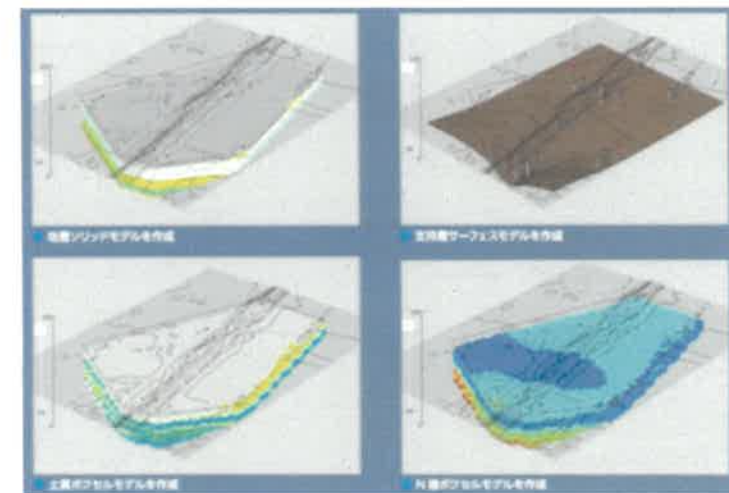 地層ソリッドモデルを作成
支持層サーフェスモデルを作成
土質ボクセルモデルを作成
N値ボクセルモデルを作成